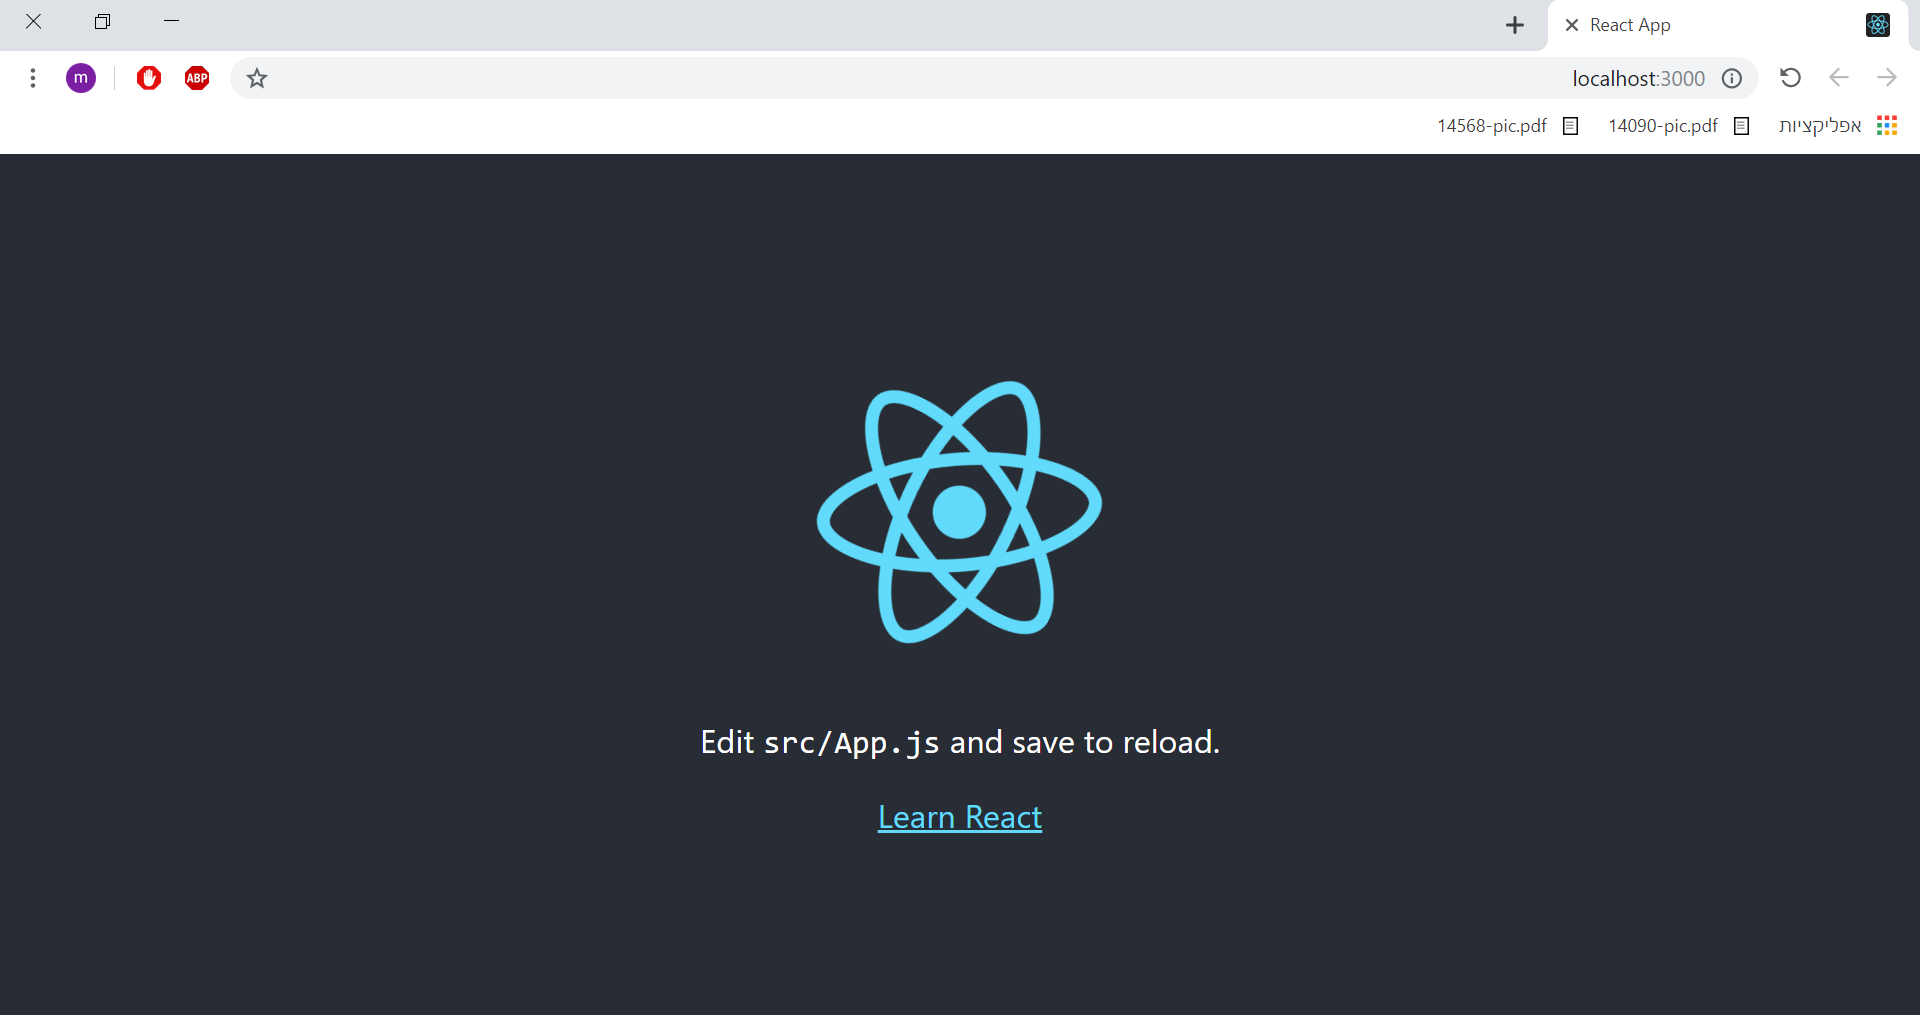 React App
m
ABP
localhost:3000
אפליקציות
14090-pic.pdf
14568-pic.pdf
Edit src/App.js and save to reload.
Learn React